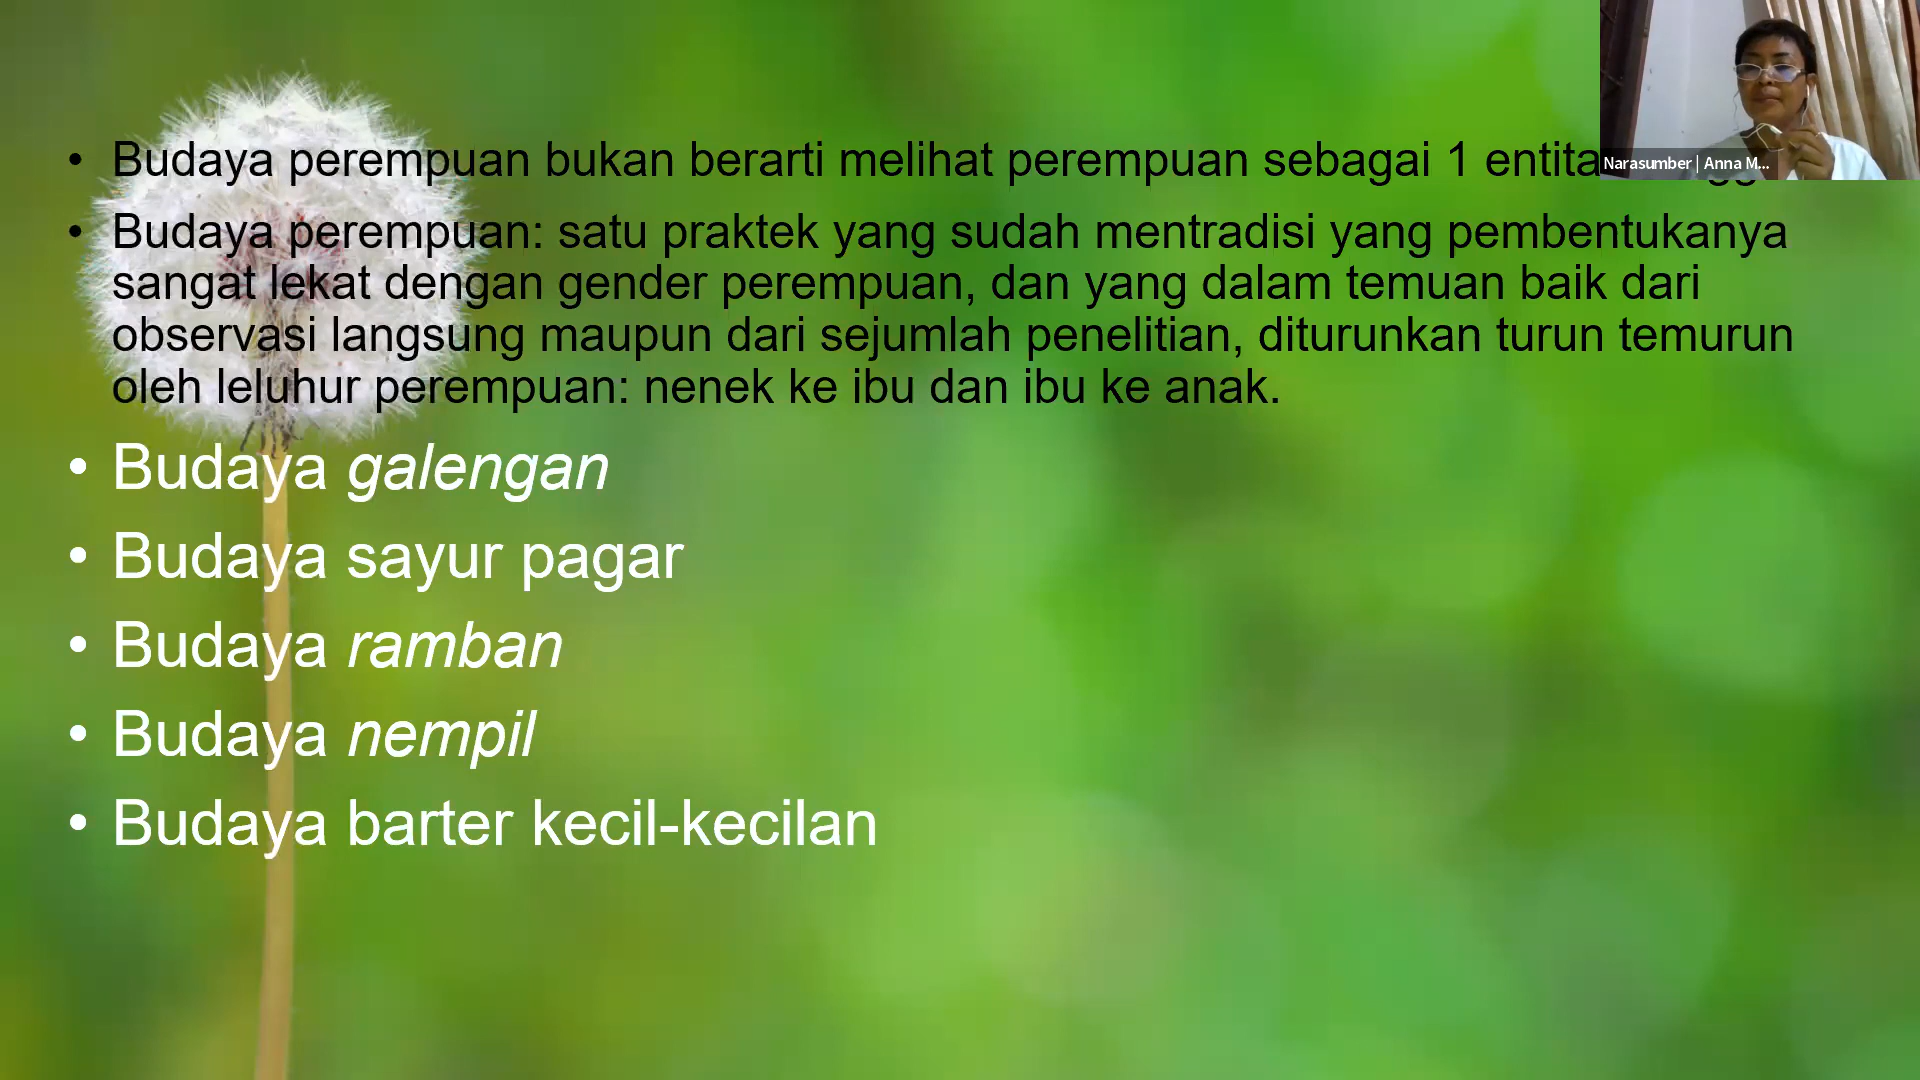 • Budaya perempuan bukan berarti melihat perempuan sebagai 1
• Budaya perempuan: satu praktek yang sudah mentradisi yang pembentukanya
sangat lekat dengan gender perempuan, dan yang dalam temuan baik dari
observasi langsung maupun dari sejumlah penelitian, diturunkan turun temurun
oleh leluhur perempuan: nenek ke ibu dan ibu ke anak.
• Budaya galengan
• Budaya sayur pagar
• Budaya ramban
• Budaya nempil
• Budaya barter kecil-kecilan
Narasumber | Anna M...